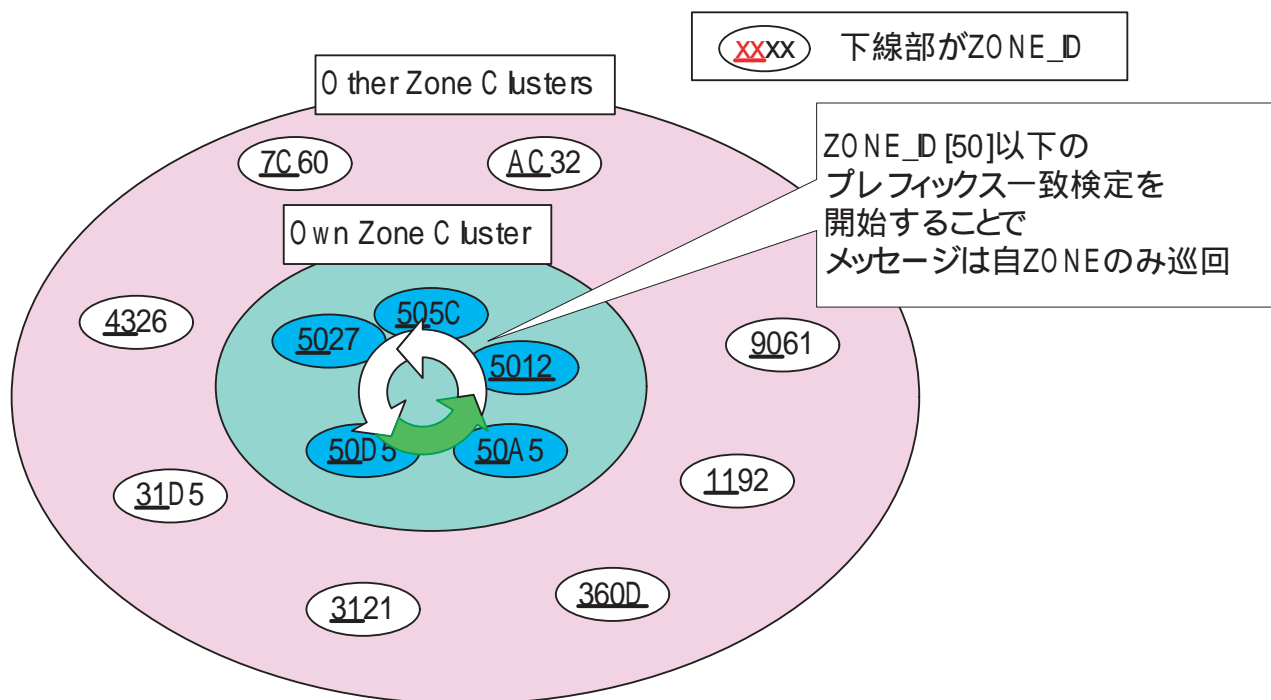 XXXX 下線部がZONE_ID
Other Zone Clusters
ZONE_ID [50]以下の
プレフィックス一致検定を
開始することで
メッセージは自ZONEのみ巡回
7C60
AC32
Own Zone Cluster
505C
4326
5027
9061
5012
50D5
50A5
31D5
1192
3121
360D